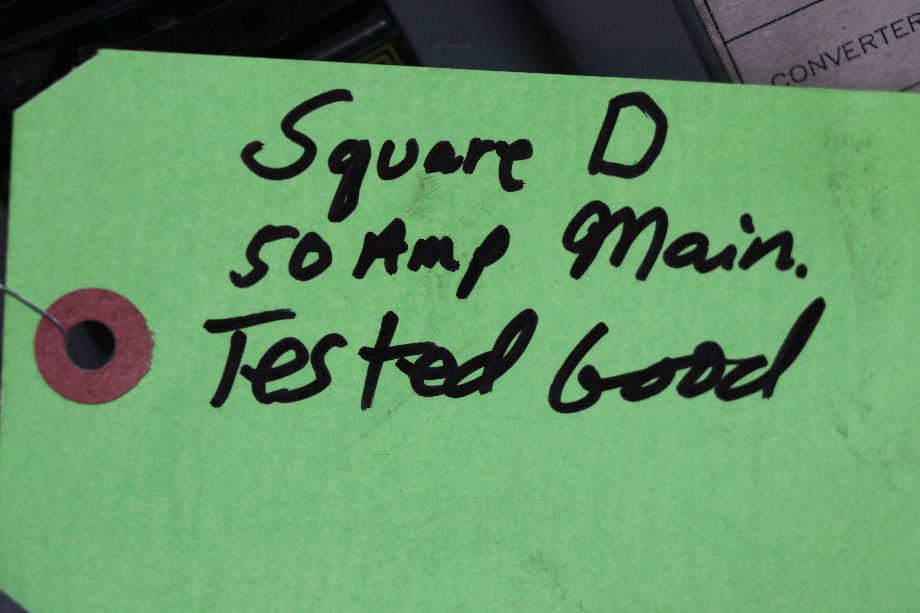 CONVERTER
Square D
50 Amp Main.
Tested Good